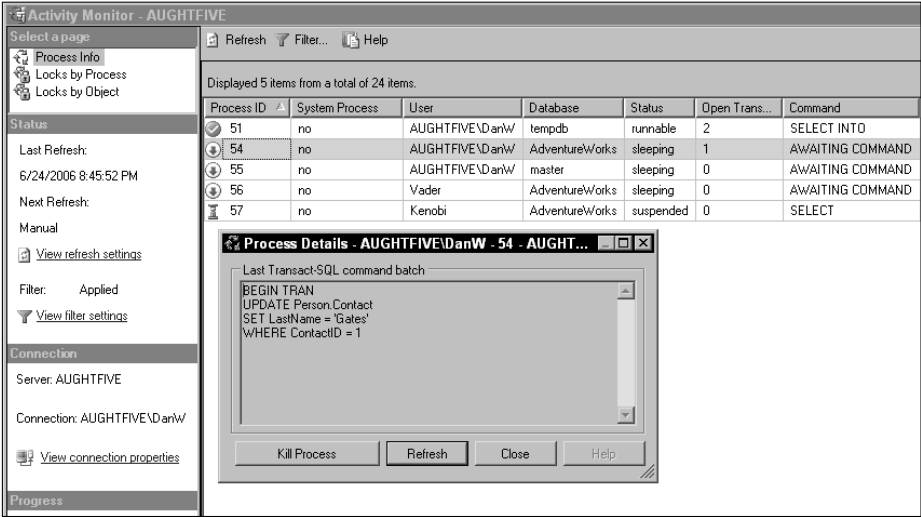 Activity Monitor - AUGHTFIVE
Select a page
Process Info
Locks by Process
Locks by Object
Status
Last Refresh:
6/24/2006 8:45:52 PM
Next Refresh:
Manual
View refresh settings
Filter: Applied
View filter settings
Connection
Server: AUGHTFIVE
Connection: AUGHTFIVE\DanW
View connection properties
Progress
Refresh Filter... Help
Displayed 5 items from a total of 24 items.
Process ID System Process User Database Status Open Trans... Command
51 no AUGHTFIVE\DanW tempdb runnable 2 SELECT INTO
54 no AUGHTFIVE\DanW AdventureWorks sleeping 1 AWAITING COMMAND
55 no AUGHTFIVE\DanW master sleeping 0 AWAITING COMMAND
56 no Vader AdventureWorks sleeping 0 AWAITING COMMAND
57 no Kenobi AdventureWorks suspended 0 SELECT
Process Details - AUGHTFIVE\DanW - 54 - AUGHT...
Last Transact-SQL command batch
BEGIN TRAN
UPDATE Person.Contact
SET LastName = 'Gates'
WHERE ContactID = 1
Kill Process Refresh Close Help